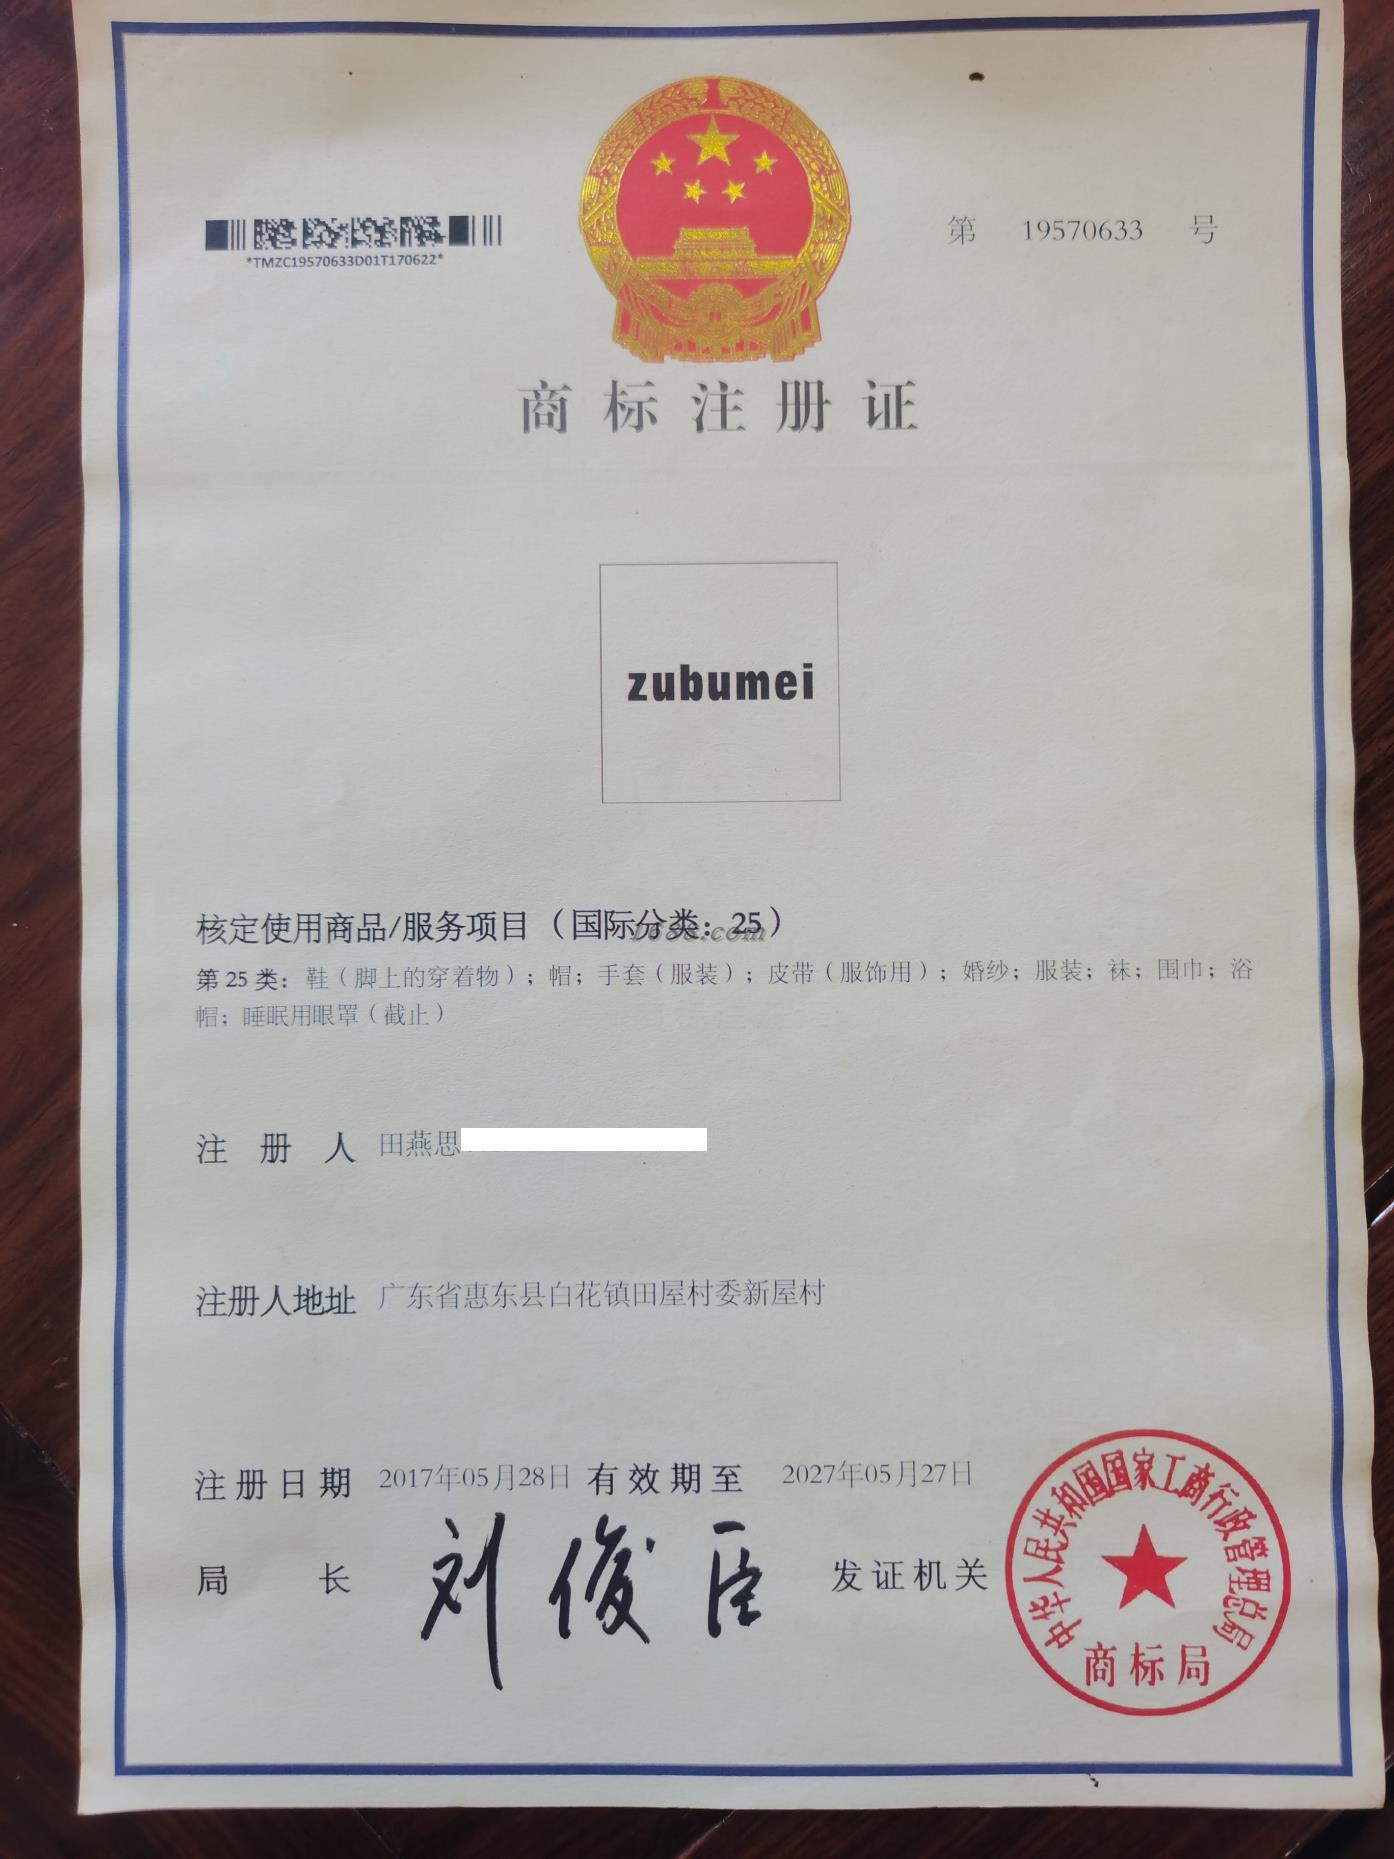 *TMZC19570633D01T170622*
第 19570633 号
商标注册证
zubumei
核定使用商品/服务项目（国际分类：25）
1688.com
第 25 类：鞋（脚上的穿着物）；帽；手套（服装）；皮带（服饰用）；婚纱；服装；袜；围巾；浴
帽；睡眠用眼罩（截止）
注册人 田燕思
注册人地址 广东省惠东县白花镇田屋村委新屋村
注册日期 2017年05月28日 有效期至 2027年05月27日
局长 刘俊臣 发证机关
中华人民共和国国家工商行政管理总局
商标局